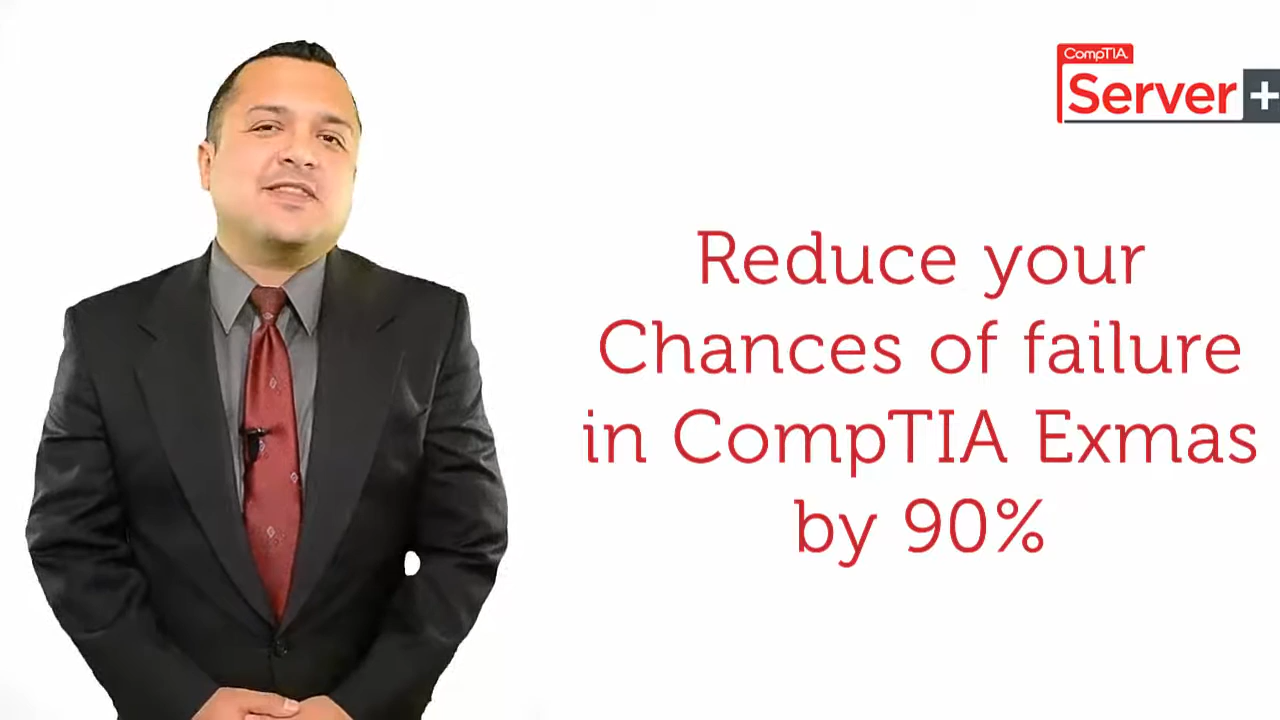 CompTIA
Server+
Reduce your
Chances of failure
in CompTIA Exmas
by 90%